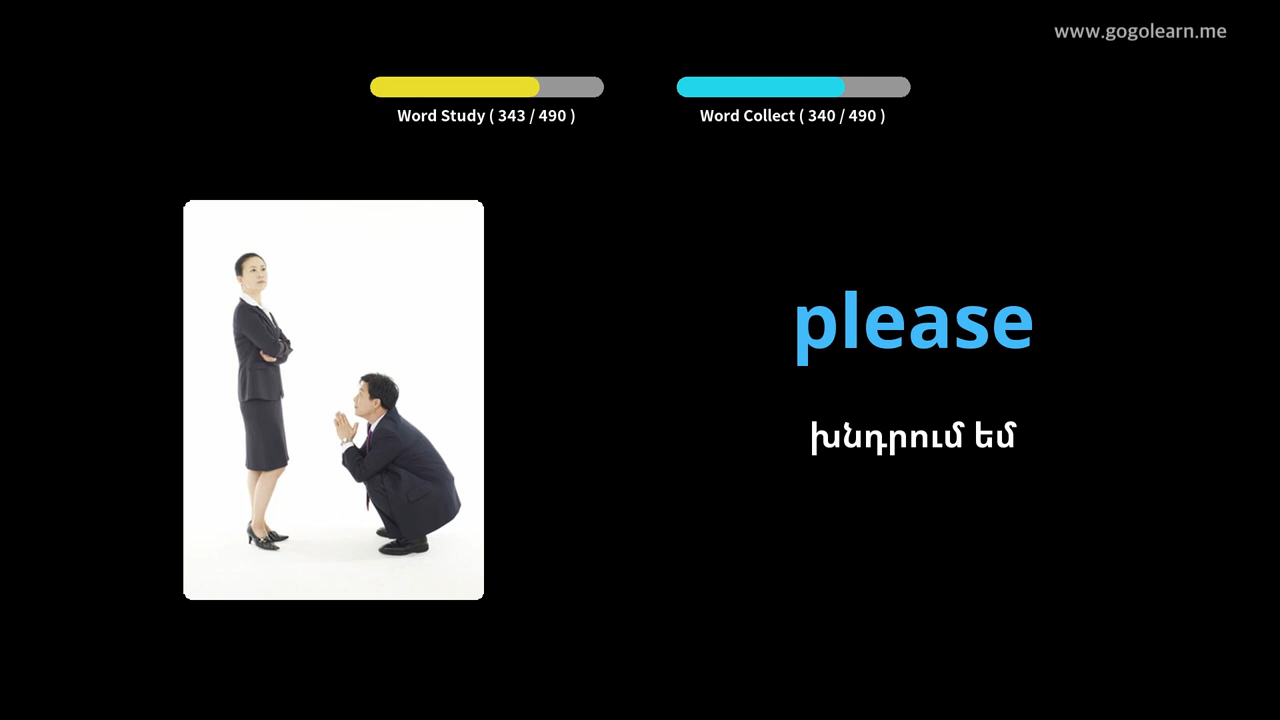 www.gogolearn.me
Word Study ( 343 / 490 )
Word Collect ( 340 / 490 )
please
խնդրում եմ